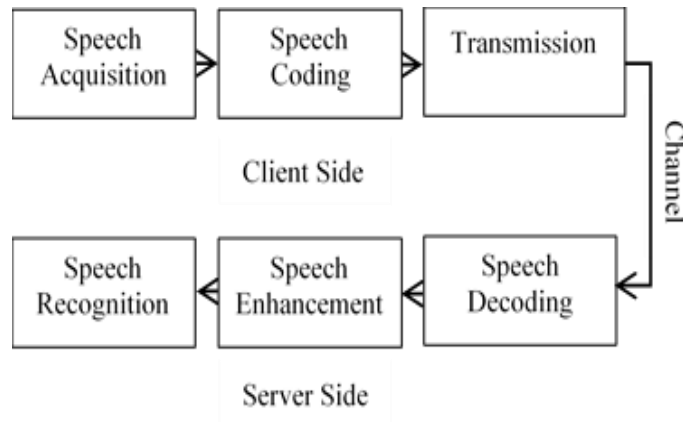 Speech
Acquisition
Speech
Coding
Transmission
Client Side
Channel
Speech
Recognition
Speech
Enhancement
Speech
Decoding
Server Side